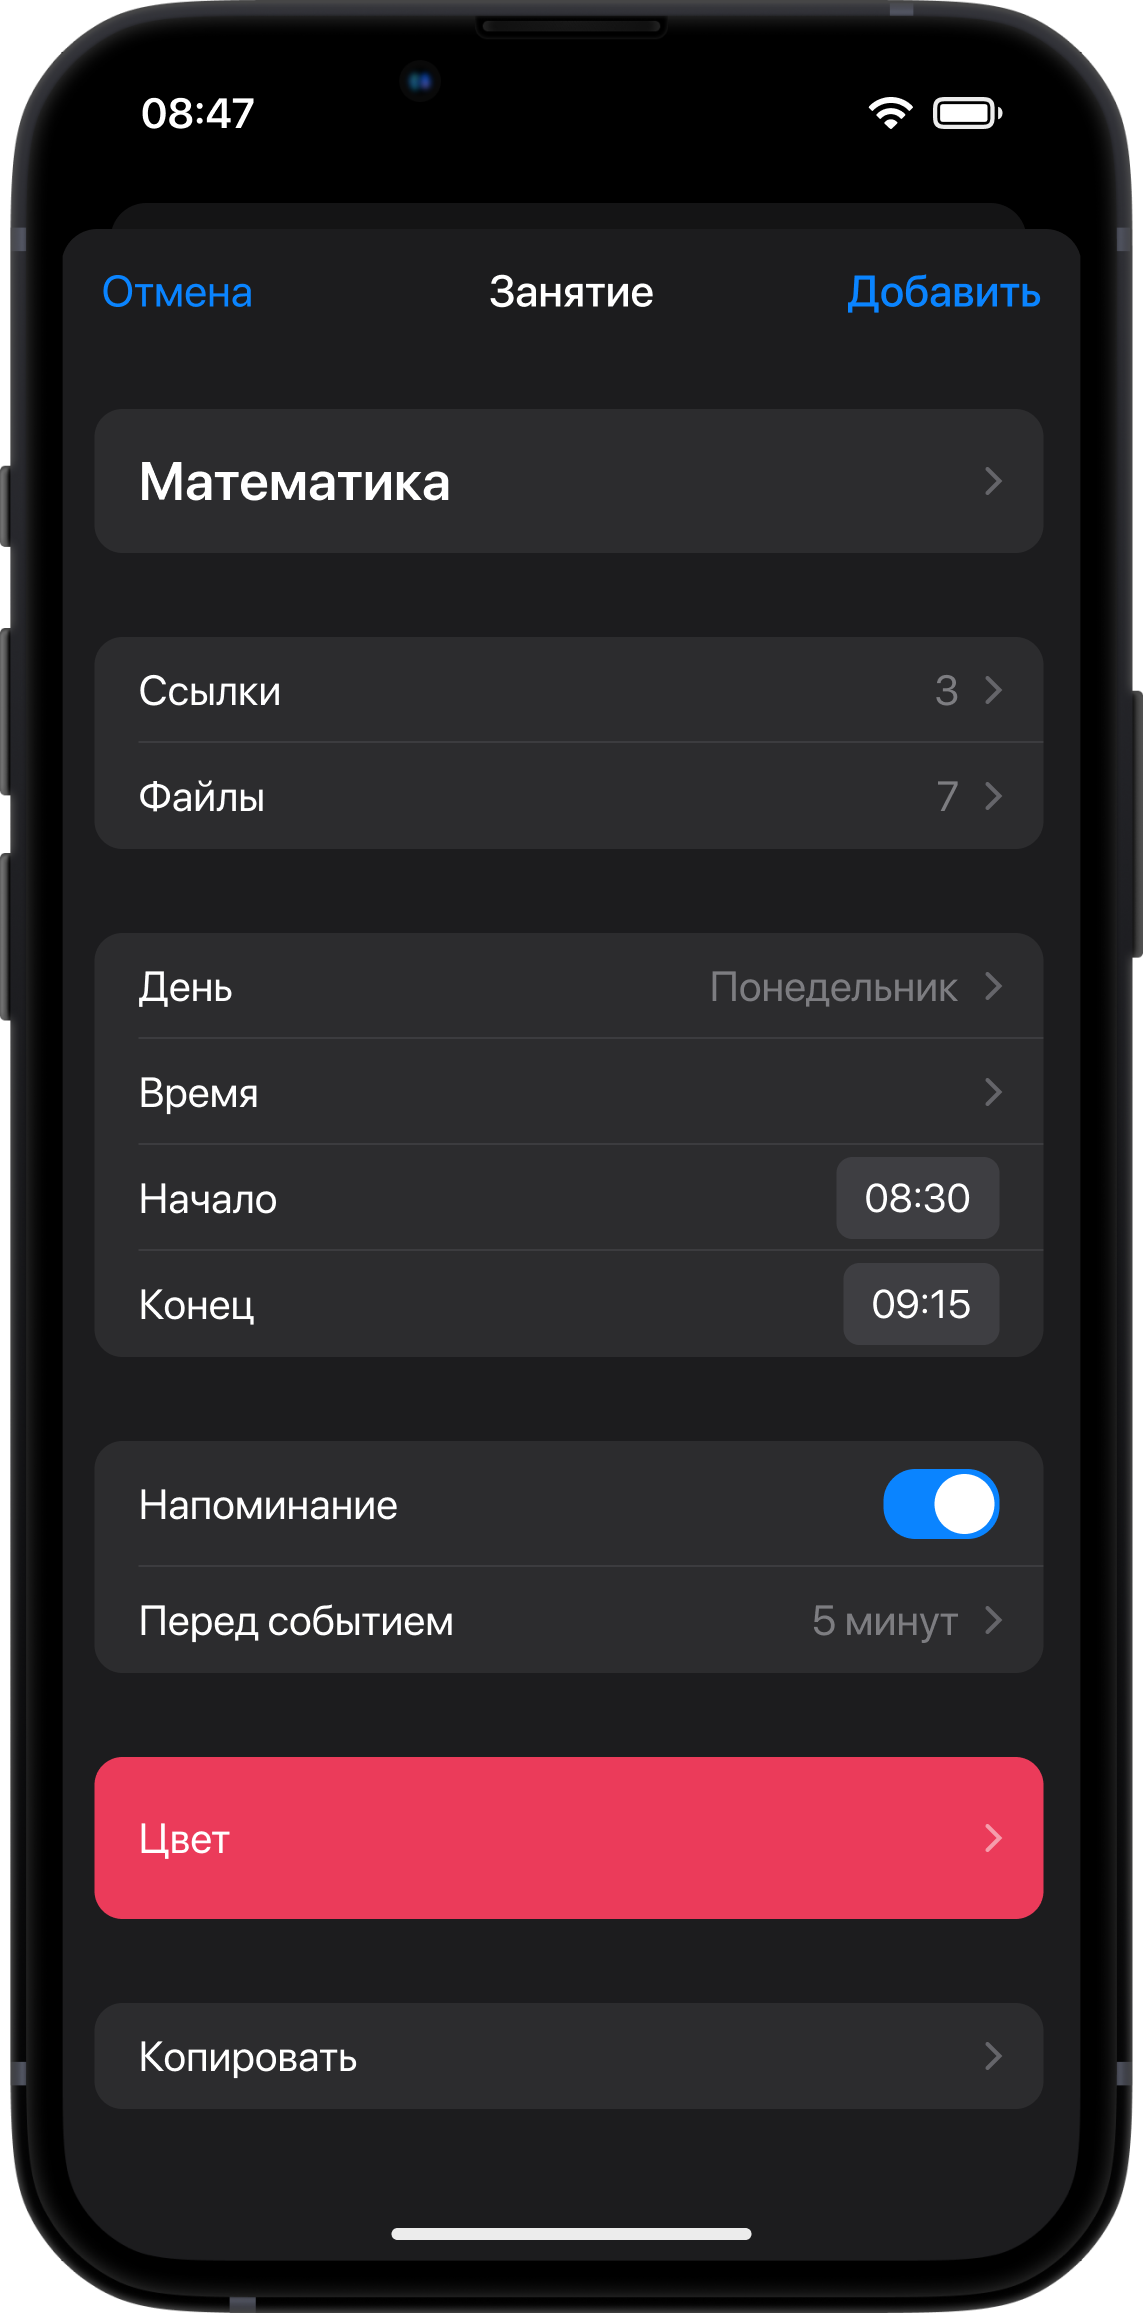 08:47
Отмена Занятие Добавить
Математика
Ссылки 3
Файлы 7
День Понедельник
Время
Начало 08:30
Конец 09:15
Напоминание
Перед событием 5 минут
Цвет
Копировать